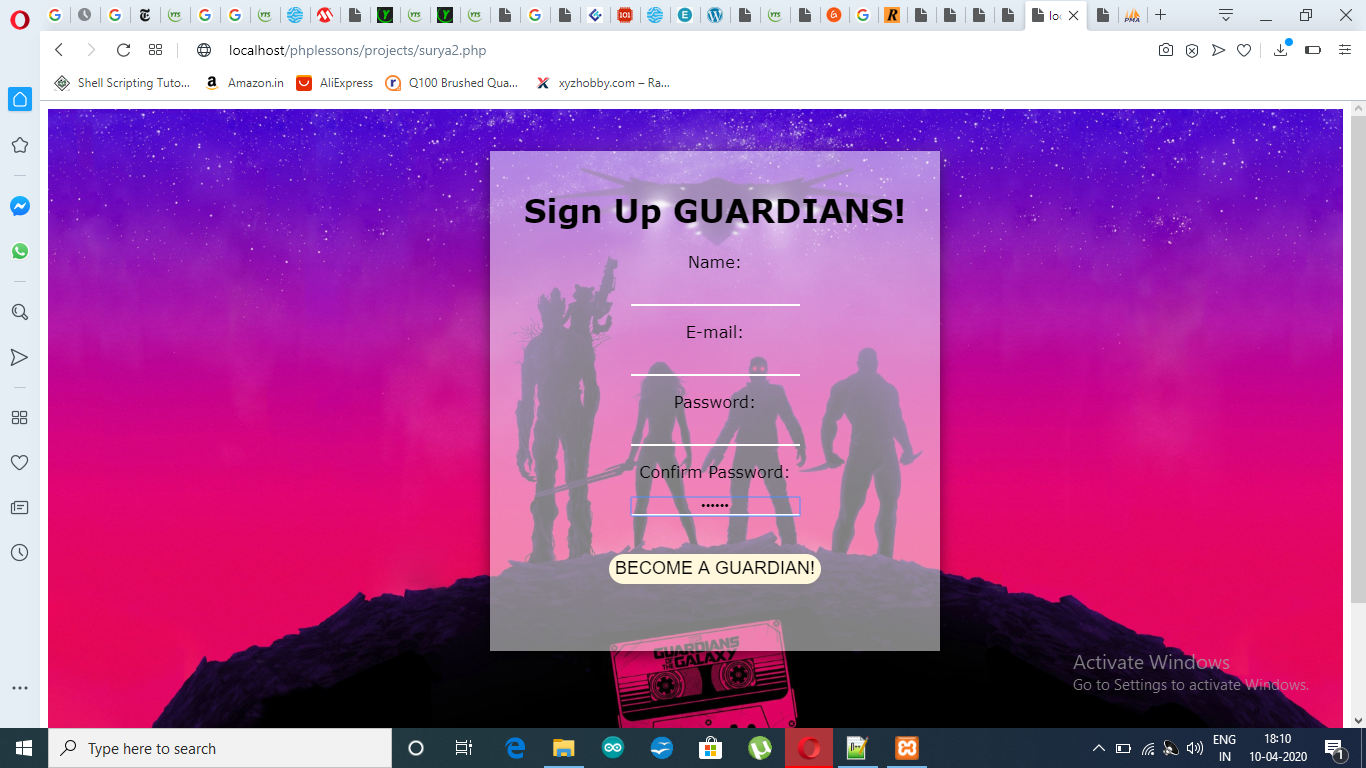 lo
localhost/phplessons/projects/surya2.php
Shell Scripting Tuto...
Amazon.in
AliExpress
Q100 Brushed Qua...
xyzhobby.com – Ra...
Sign Up GUARDIANS!
Name:
E-mail:
Password:
Confirm Password:
••••••
BECOME A GUARDIAN!
GUARDIANS
OF THE
GALAXY
Activate Windows
Go to Settings to activate Windows.
Type here to search
ENG
IN
18:10
10-04-2020
1